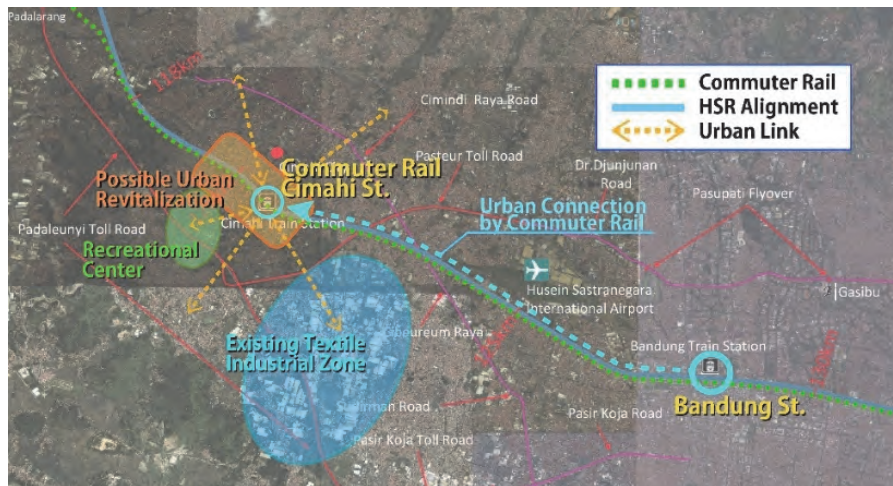 Padalarang
118km
Commuter Rail
HSR Alignment
Urban Link
Cimindi Raya Road
Pasteur Toll Road
Dr.Djunjunan
Road
Pasupati Flyover
Commuter Rail
Cimahi St.
Possible Urban
Revitalization
Urban Connection
by Commuter Rail
Padaleunyi Toll Road
Cimahi Train Station
Recreational
Center
Husein Sastranegara
International Airport
Gasibu
Cibeureum Raya
Existing Textile
Industrial Zone
Bandung Train Station
Bandung St.
Sudirman Road
Pasir Koja Road
Pasir Koja Toll Road